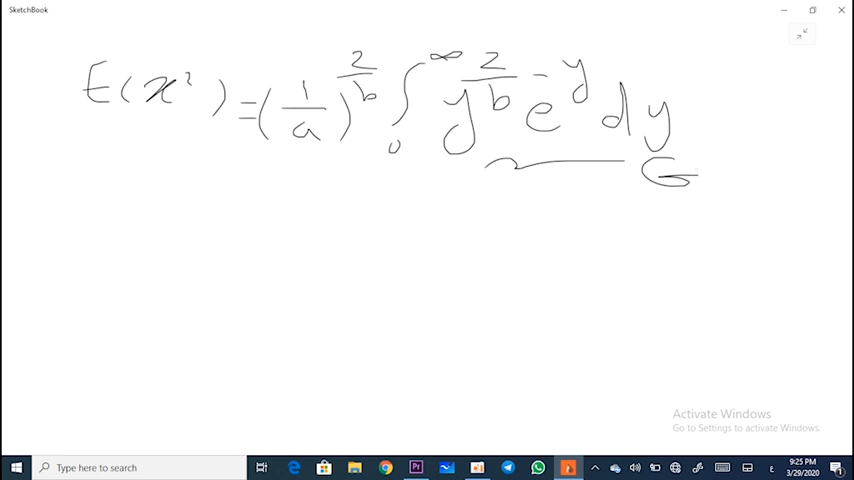 SketchBook
E(x²) = (1/a)^(2/b) ∫₀^∞ y^(2/b) e^(-y) dy
G
Activate Windows
Go to Settings to activate Windows.
Type here to search
Pr
ع
9:25 PM
3/29/2020